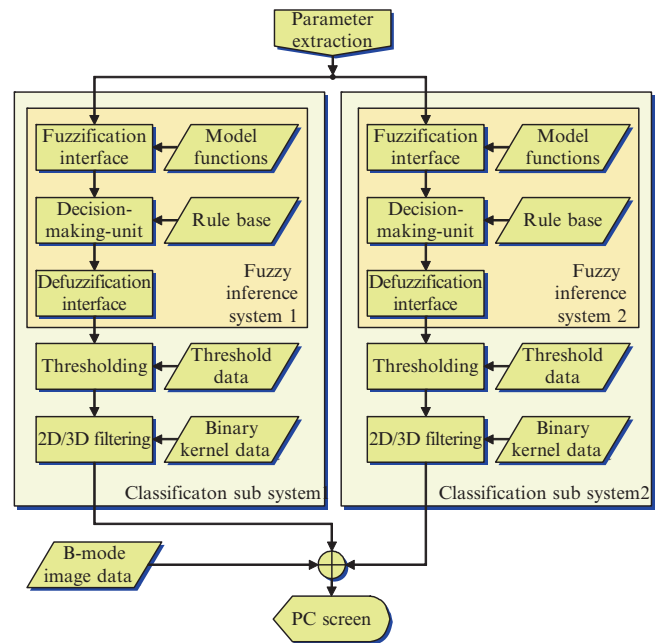 Parameter
extraction
Fuzzification
interface
Model
functions
Decision-
making-unit
Rule base
Defuzzification
interface
Fuzzy
inference
system 1
Thresholding
Threshold
data
2D/3D filtering
Binary
kernel data
Classificaton sub system1
Fuzzification
interface
Model
functions
Decision-
making-unit
Rule base
Defuzzification
interface
Fuzzy
inference
system 2
Thresholding
Threshold
data
2D/3D filtering
Binary
kernel data
Classification sub system2
B-mode
image data
PC screen